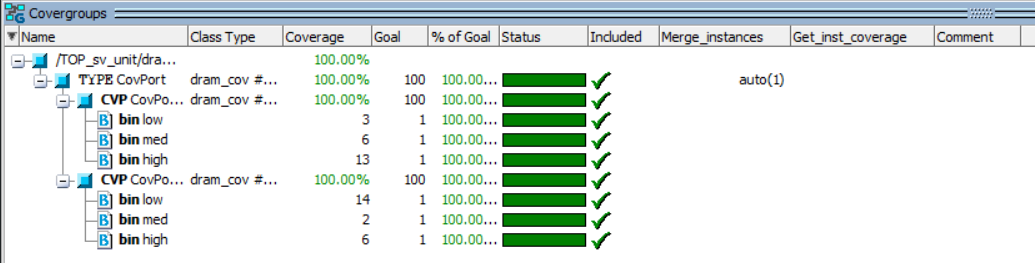 Covergroups
Name Class Type Coverage Goal % of Goal Status Included Merge_instances Get_inst_coverage Comment
/TOP_sv_unit/dra... 100.00%
TYPE CovPort dram_cov #... 100.00% 100 100.00... auto(1)
CVP CovPo... dram_cov #... 100.00% 100 100.00...
B] bin low 3 1 100.00...
B] bin med 6 1 100.00...
B] bin high 13 1 100.00...
CVP CovPo... dram_cov #... 100.00% 100 100.00...
B] bin low 14 1 100.00...
B] bin med 2 1 100.00...
B] bin high 6 1 100.00...